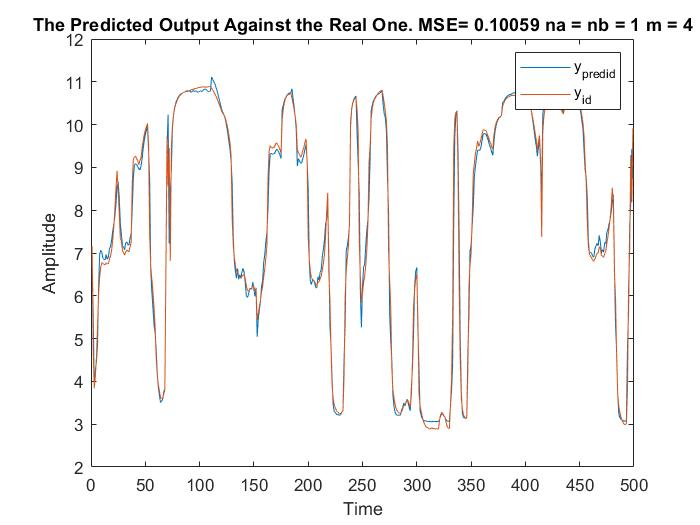 The Predicted Output Against the Real One. MSE= 0.10059 na = nb = 1 m = 4
12
11
10
9
8
7
6
5
4
3
2
Amplitude
y_predid
y_id
0 50 100 150 200 250 300 350 400 450 500
Time